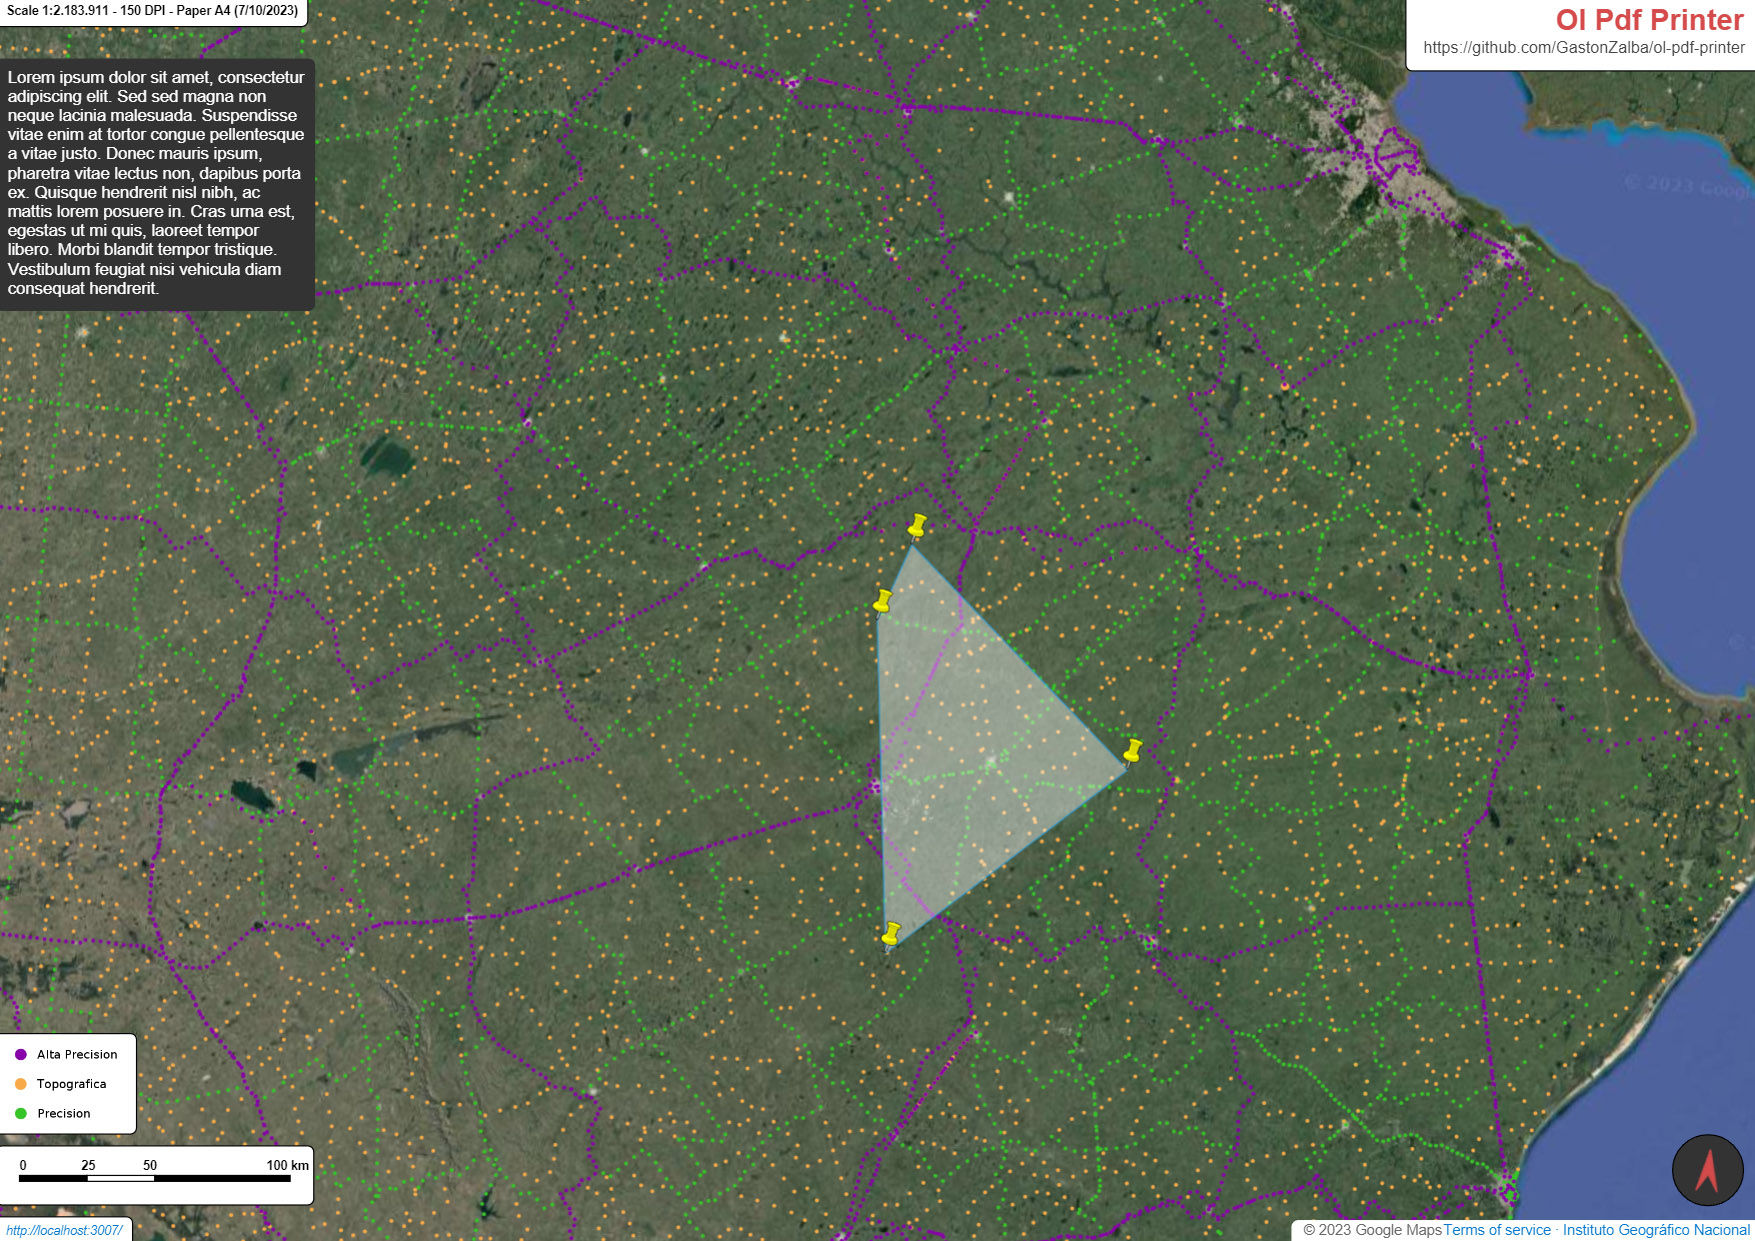 Scale 1:2.183.911 - 150 DPI - Paper A4 (7/10/2023)
Ol Pdf Printer
https://github.com/GastonZalba/ol-pdf-printer
Lorem ipsum dolor sit amet, consectetur
adipiscing elit. Sed sed magna non
neque lacinia malesuada. Suspendisse
vitae enim at tortor congue pellentesque
a vitae justo. Donec mauris ipsum,
pharetra vitae lectus non, dapibus porta
ex. Quisque hendrerit nisl nibh, ac
mattis lorem posuere in. Cras urna est,
egestas ut mi quis, laoreet tempor
libero. Morbi blandit tempor tristique.
Vestibulum feugiat nisi vehicula diam
consequat hendrerit.
© 2023 Google
Alta Precision
Topografica
Precision
0 25 50 100 km
http://localhost:3007/
© 2023 Google Maps Terms of service · Instituto Geográfico Nacional